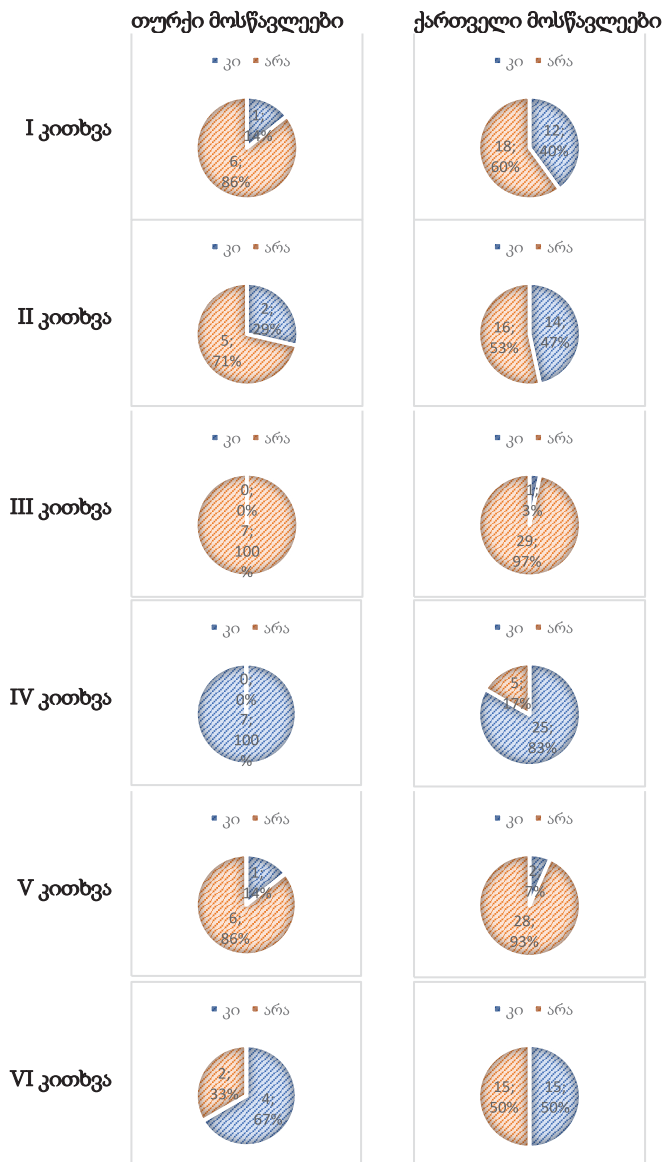 თურქი მოსწავლეები ქართველი მოსწავლეები
I კითხვა
კი არა
1;
14%
6;
86%
კი არა
12;
40%
18;
60%
II კითხვა
კი არა
2;
29%
5;
71%
კი არა
14;
47%
16;
53%
III კითხვა
კი არა
0;
0%
7;
100
%
კი არა
1;
3%
29;
97%
IV კითხვა
კი არა
0;
0%
7;
100
%
კი არა
5;
17%
25;
83%
V კითხვა
კი არა
1;
14%
6;
86%
კი არა
2;
7%
28;
93%
VI კითხვა
კი არა
2;
33%
4;
67%
კი არა
15;
50%
15;
50%